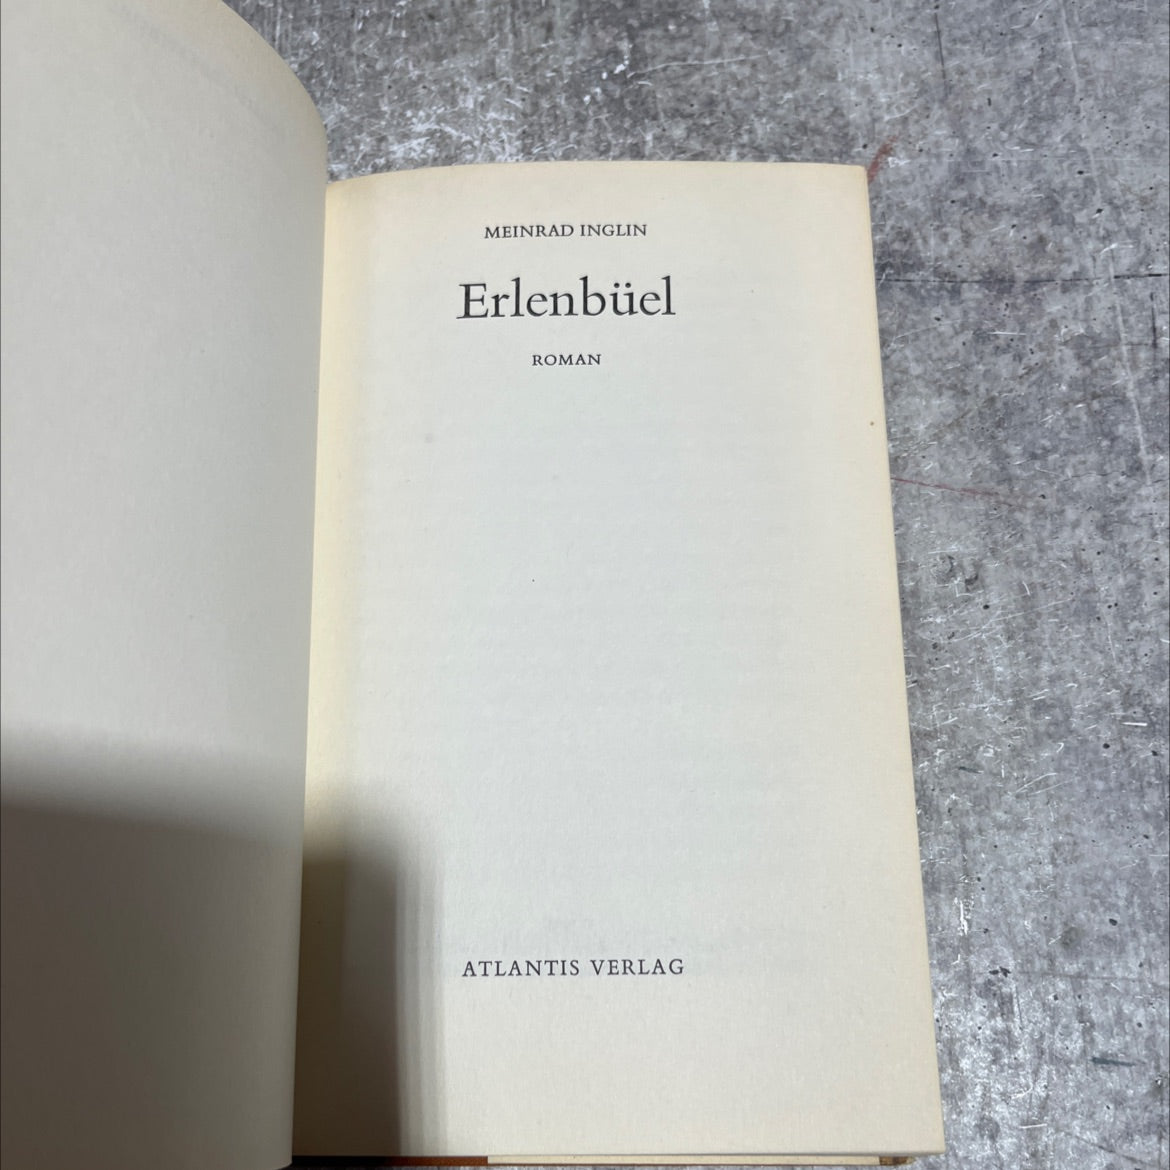 MEINRAD INGLIN
Erlenbüel
ROMAN
ATLANTIS VERLAG